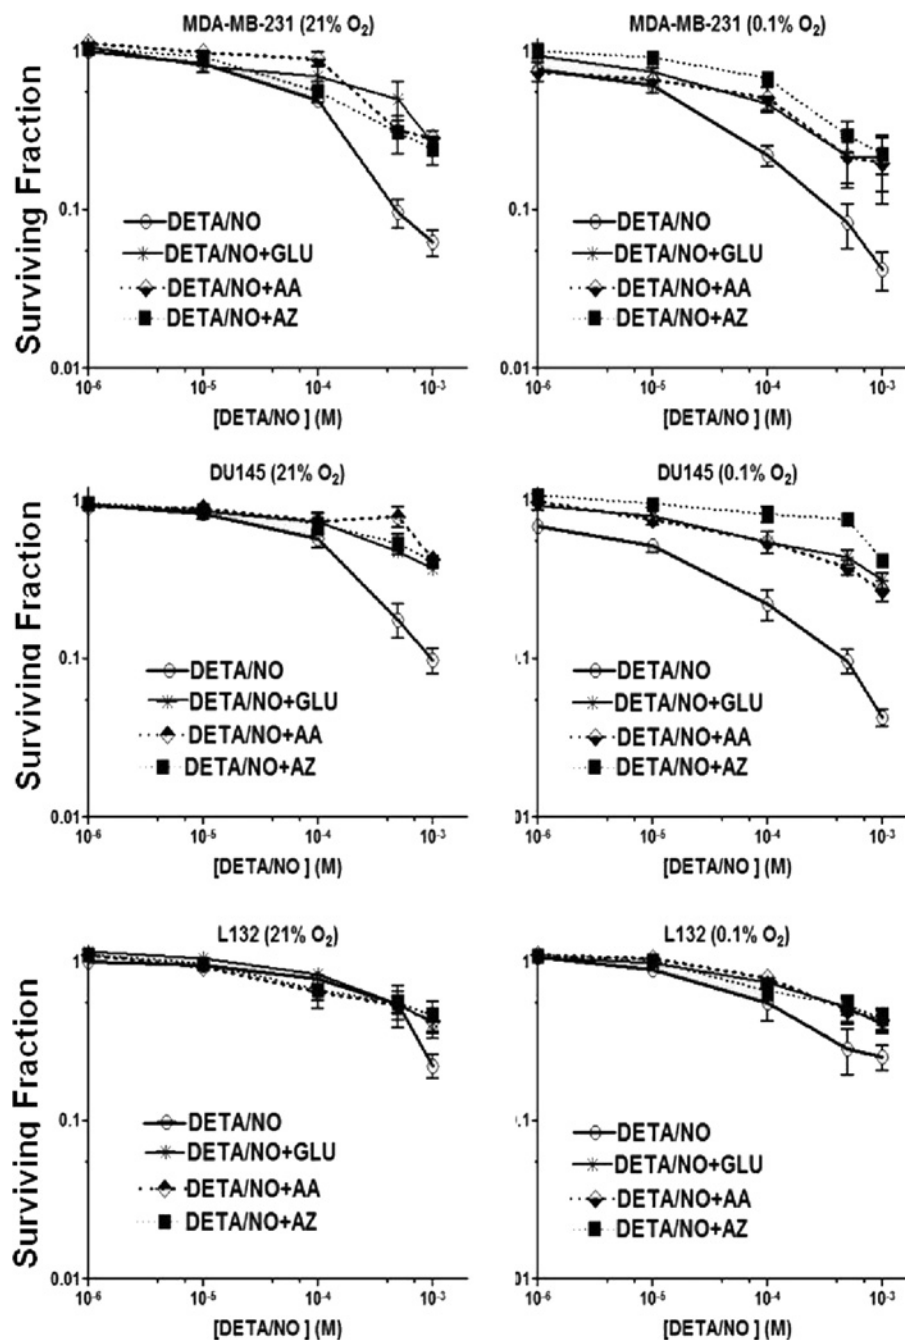 MDA-MB-231 (21% O₂)
1
0.1
0.01
Surviving Fraction
DETA/NO
DETA/NO+GLU
DETA/NO+AA
DETA/NO+AZ
10⁻⁶ 10⁻⁵ 10⁻⁴ 10⁻³
[DETA/NO] (M)
MDA-MB-231 (0.1% O₂)
1
0.1
0.01
DETA/NO
DETA/NO+GLU
DETA/NO+AA
DETA/NO+AZ
10⁻⁶ 10⁻⁵ 10⁻⁴ 10⁻³
[DETA/NO] (M)
DU145 (21% O₂)
1
0.1
0.01
Surviving Fraction
DETA/NO
DETA/NO+GLU
DETA/NO+AA
DETA/NO+AZ
10⁻⁶ 10⁻⁵ 10⁻⁴ 10⁻³
[DETA/NO] (M)
DU145 (0.1% O₂)
1
0.1
01
DETA/NO
DETA/NO+GLU
DETA/NO+AA
DETA/NO+AZ
10⁻⁶ 10⁻⁵ 10⁻⁴ 10⁻³
[DETA/NO] (M)
L132 (21% O₂)
1
0.1
0.01
Surviving Fraction
DETA/NO
DETA/NO+GLU
DETA/NO+AA
DETA/NO+AZ
10⁻⁶ 10⁻⁵ 10⁻⁴ 10⁻³
[DETA/NO] (M)
L132 (0.1% O₂)
1
0.1
01
DETA/NO
DETA/NO+GLU
DETA/NO+AA
DETA/NO+AZ
10⁻⁶ 10⁻⁵ 10⁻⁴ 10⁻³
[DETA/NO] (M)